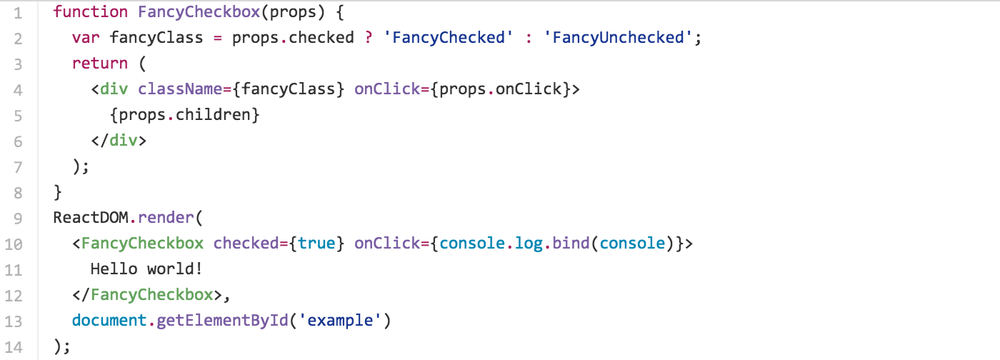 1 function FancyCheckbox(props) {
2   var fancyClass = props.checked ? 'FancyChecked' : 'FancyUnchecked';
3   return (
4     <div className={fancyClass} onClick={props.onClick}>
5       {props.children}
6     </div>
7   );
8 }
9 ReactDOM.render(
10   <FancyCheckbox checked={true} onClick={console.log.bind(console)}>
11     Hello world!
12   </FancyCheckbox>,
13   document.getElementById('example')
14 );